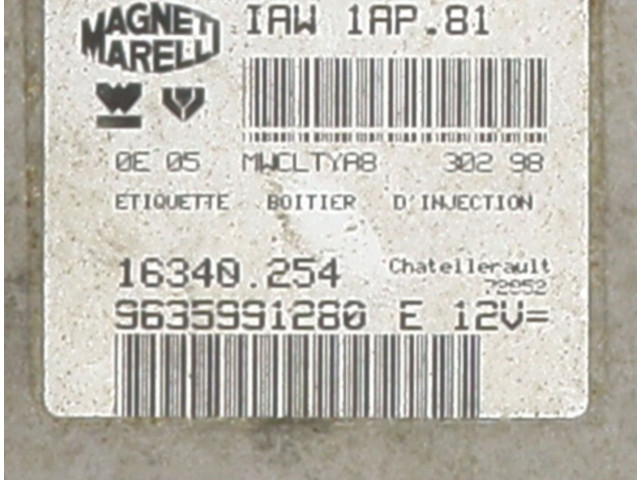 MAGNETI MARELLI
IAW 1AP.81
0E 05 MWCLTYA8 302 98
ETIQUETTE BOITIER D'INJECTION
16340.254 Chatellerault
9635991280 E 12V=